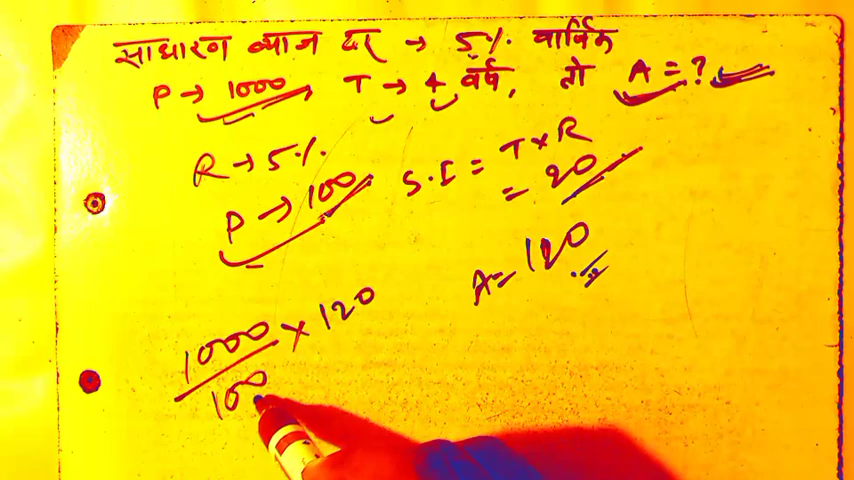 साधारण ब्याज दर → 5% वार्षिक
P → 1000 T → 4 वर्ष, तो A = ?
R → 5%
P → 100 S.I = T × R
= 20
A = 120
1000/100 × 120